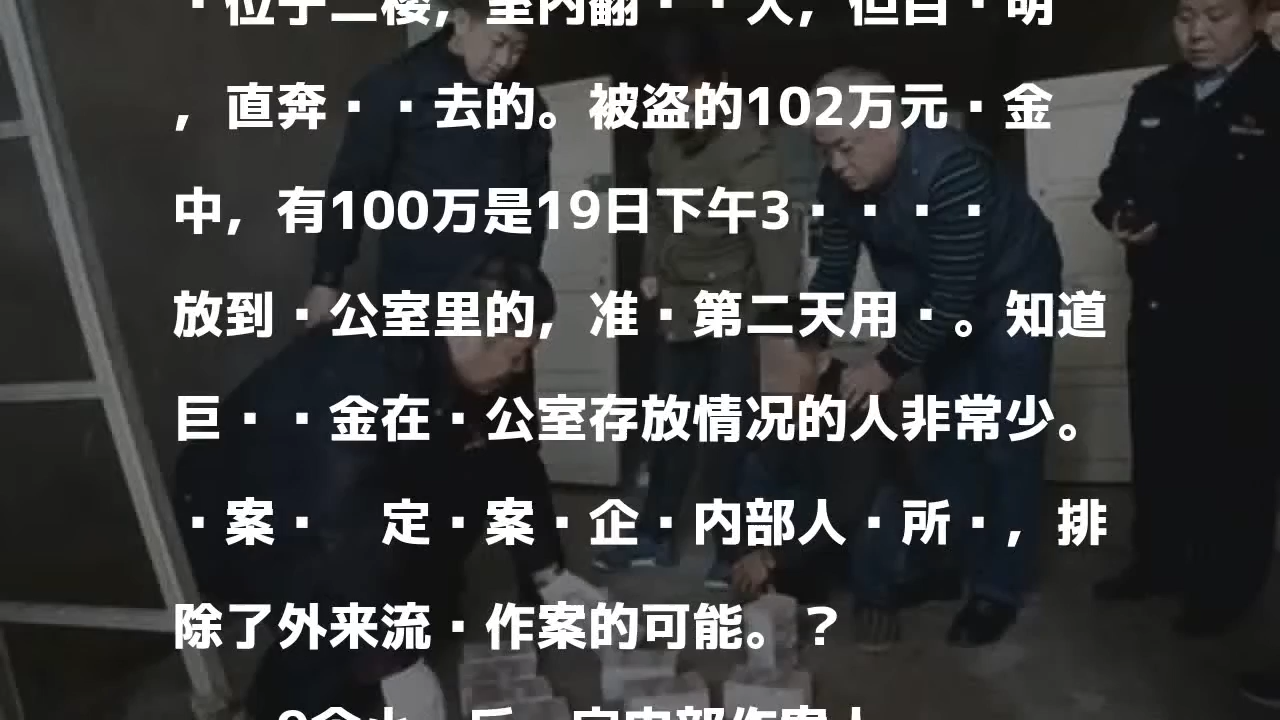 ▪位于二楼，室内翻▪▪大，但目▪明
，直奔▪▪去的。被盗的102万元▪金
中，有100万是19日下午3▪▪▪▪
放到▪公室里的，准▪第二天用▪。知道
巨▪▪金在▪公室存放情况的人非常少。
▪案▪　定▪案▪企▪内部人▪所▪，排
除了外来流▪作案的可能。？